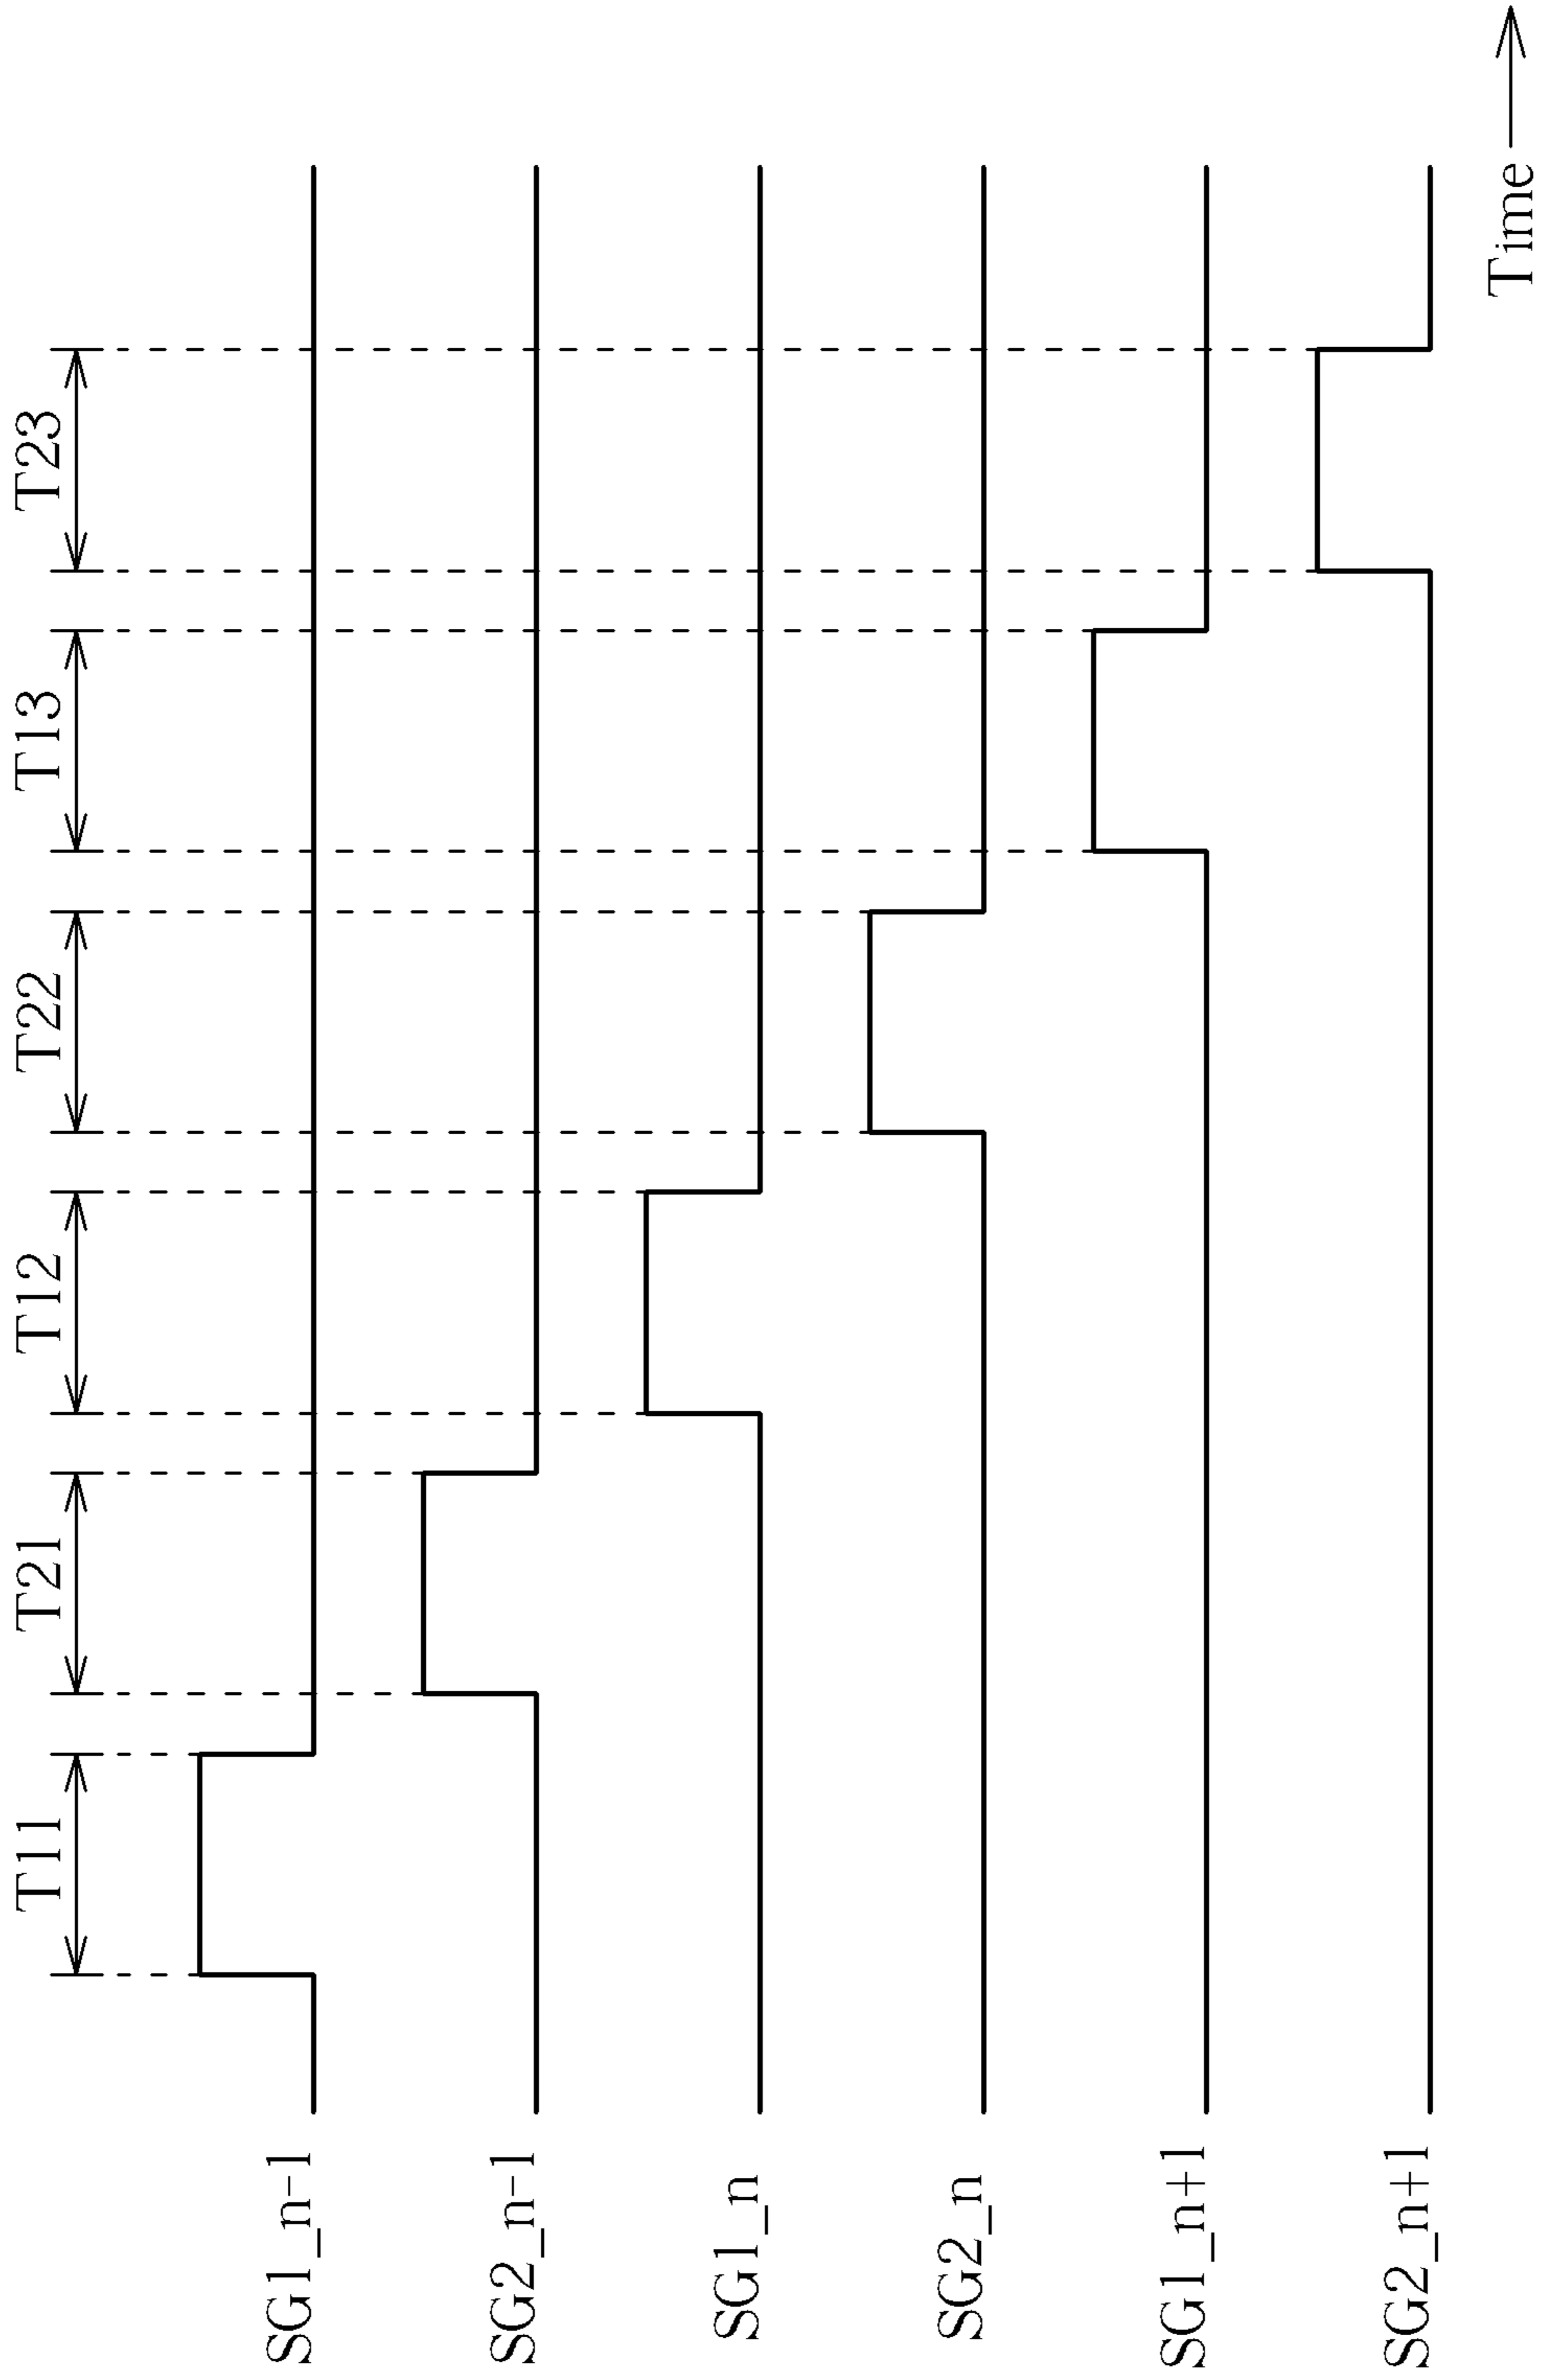 T11 T21 T12 T22 T13 T23
SG1_n-1
SG2_n-1
SG1_n
SG2_n
SG1_n+1
SG2_n+1
Time